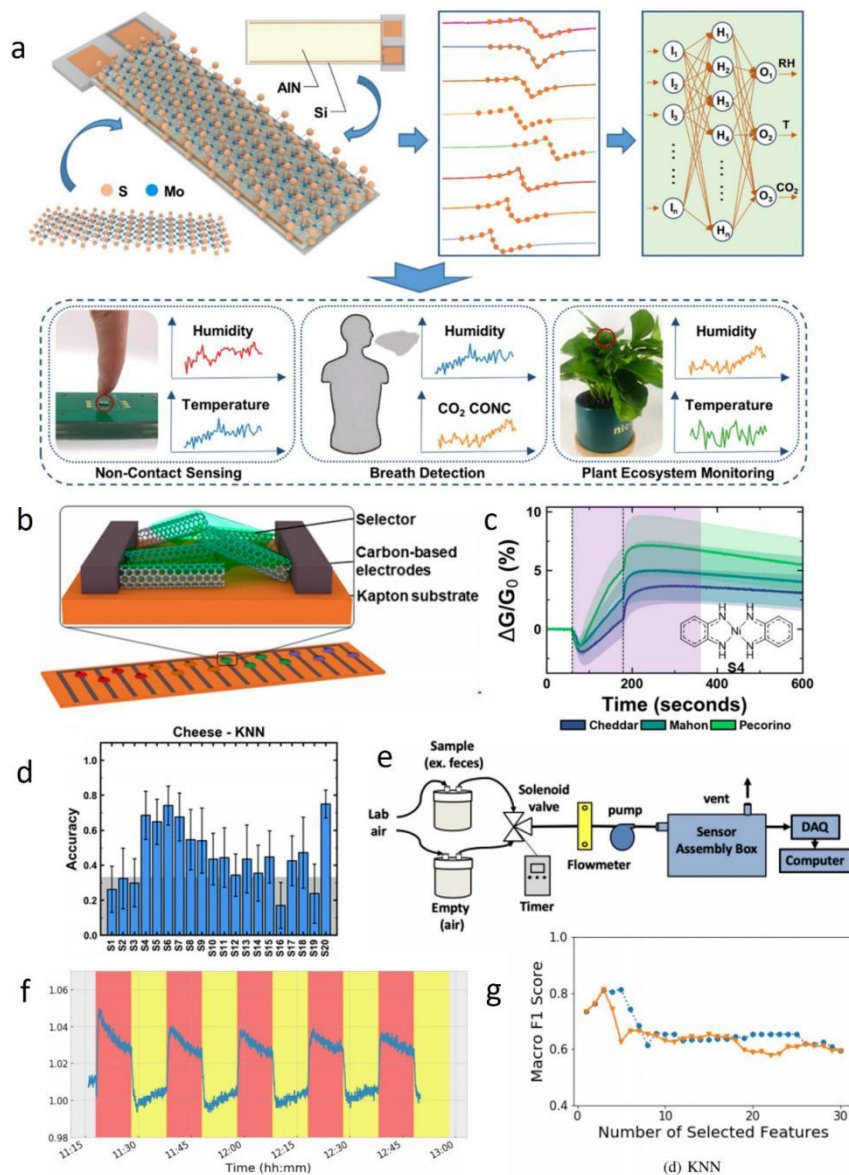 a
AlN
Si
S
Mo
I₁
I₂
I₃
Iₙ
H₁
H₂
H₃
H₄
Hₙ
O₁
O₂
O₃
RH
T
CO₂
Humidity
Temperature
Non-Contact Sensing
Humidity
CO₂ CONC
Breath Detection
Humidity
Temperature
Plant Ecosystem Monitoring
b
Selector
Carbon-based
electrodes
Kapton substrate
c
ΔG/G₀ (%)
10
5
0
0
200
400
600
Time (seconds)
NH
HN
Ni
S4
Cheddar
Mahon
Pecorino
d
Cheese - KNN
Accuracy
1.0
0.8
0.6
0.4
0.2
0.0
S1
S2
S3
S4
S5
S6
S7
S8
S9
S10
S11
S12
S13
S14
S15
S16
S17
S18
S19
S20
e
Sample
(ex. feces)
Lab
air
Empty
(air)
Solenoid
valve
Timer
Flowmeter
pump
Sensor
Assembly Box
vent
DAQ
Computer
f
1.06
1.04
1.02
1.00
0.98
11:15
11:30
11:45
12:00
12:15
12:30
12:45
13:00
Time (hh:mm)
g
Macro F1 Score
1.0
0.8
0.6
0.4
0
10
20
30
Number of Selected Features
(d) KNN